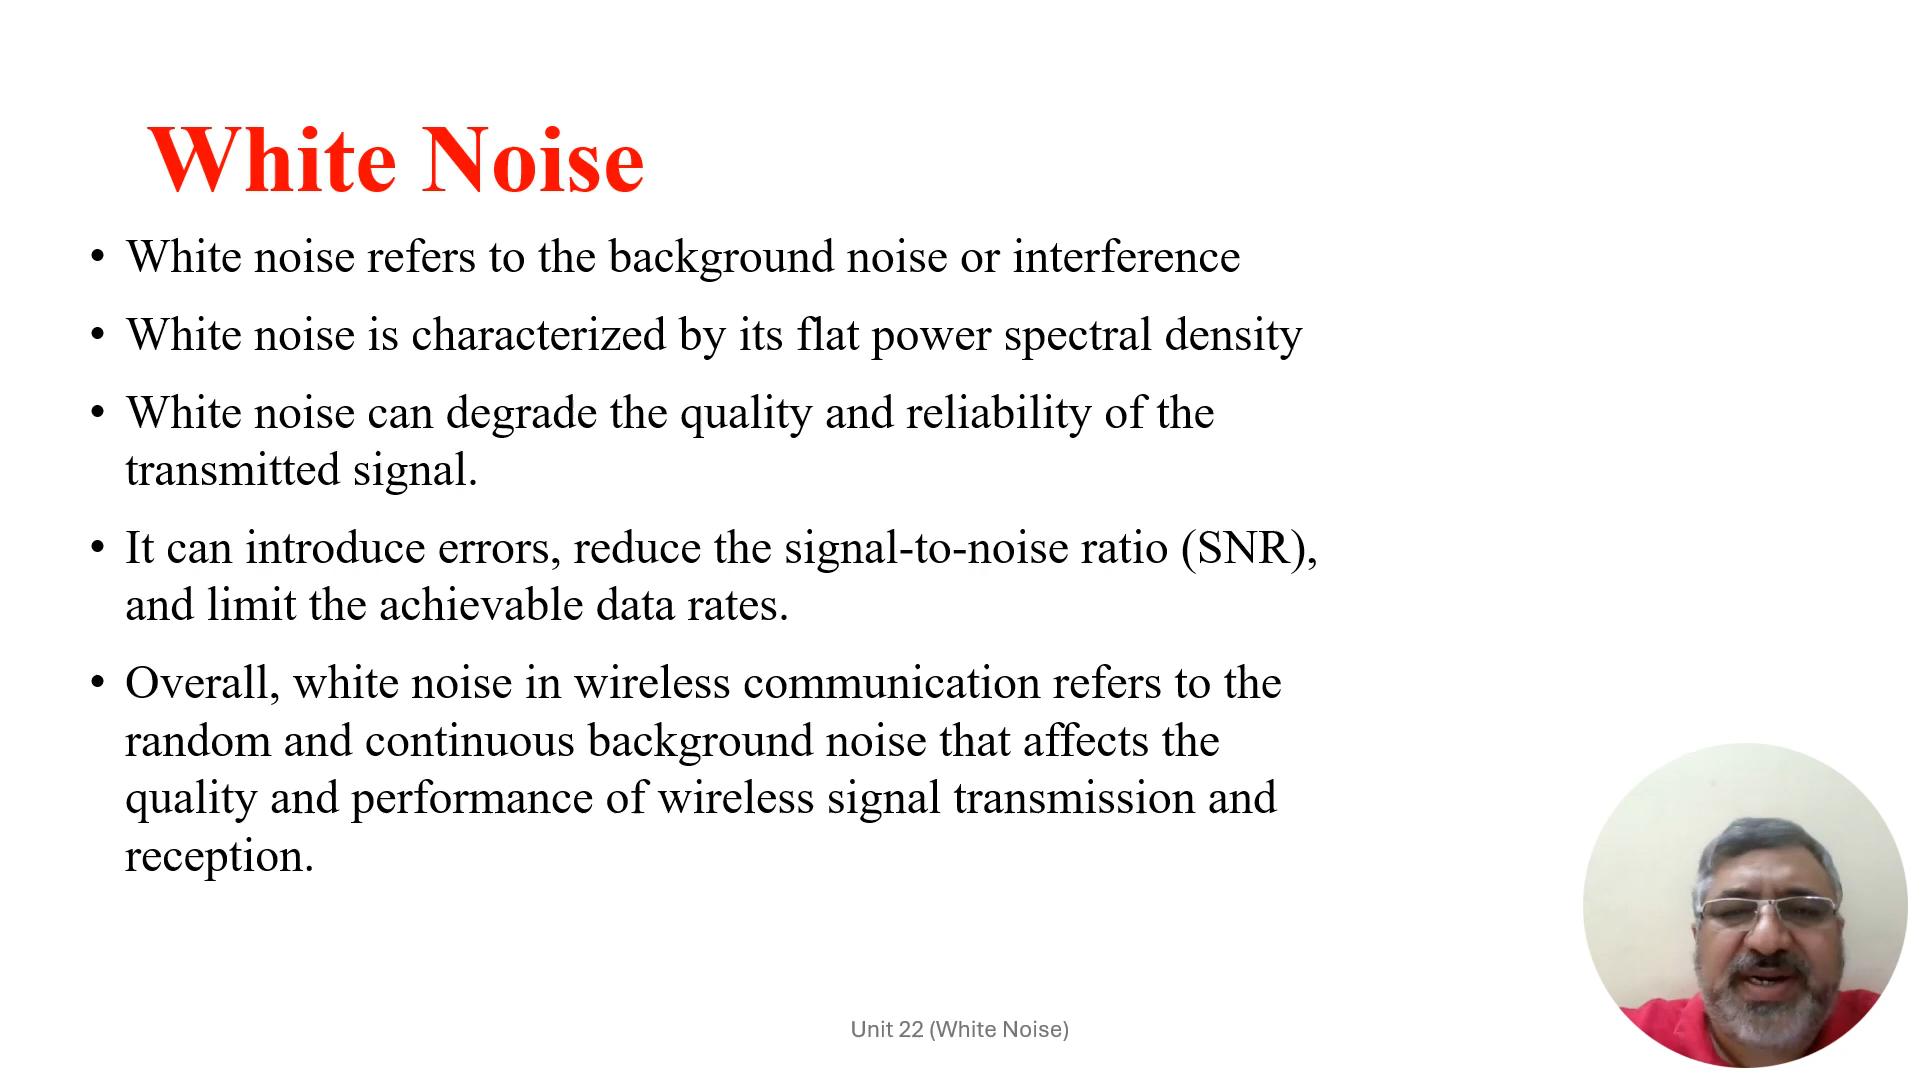 White Noise
• White noise refers to the background noise or interference
• White noise is characterized by its flat power spectral density
• White noise can degrade the quality and reliability of the
transmitted signal.
• It can introduce errors, reduce the signal-to-noise ratio (SNR),
and limit the achievable data rates.
• Overall, white noise in wireless communication refers to the
random and continuous background noise that affects the
quality and performance of wireless signal transmission and
reception.
Unit 22 (White Noise)